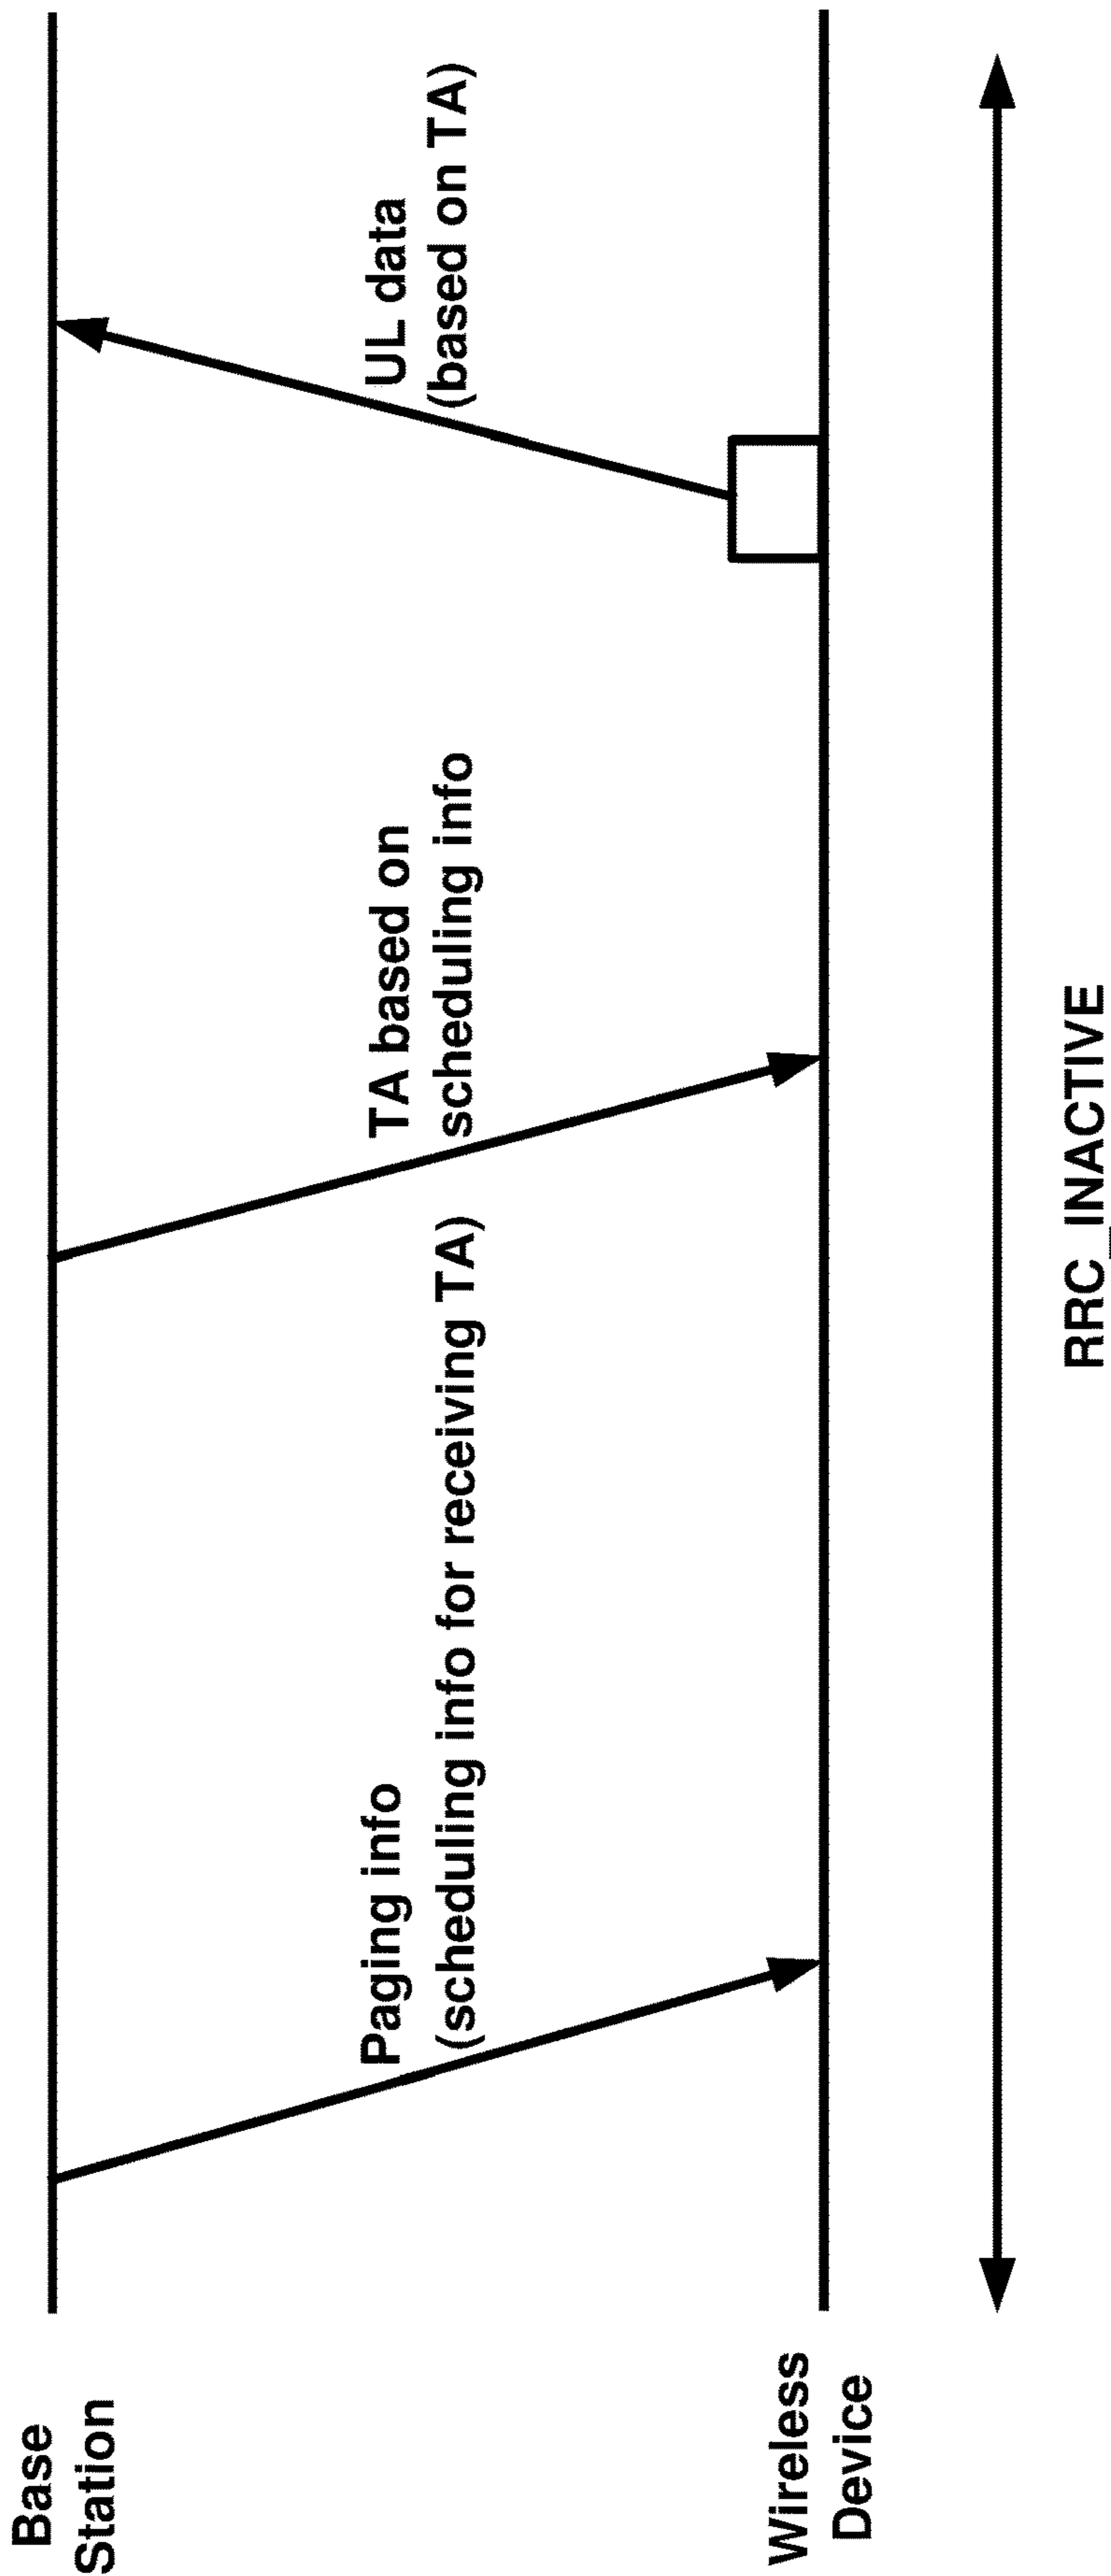 Base
Station
Paging info
(scheduling info for receiving TA)
TA based on
scheduling info
UL data
(based on TA)
Wireless
Device
RRC_INACTIVE